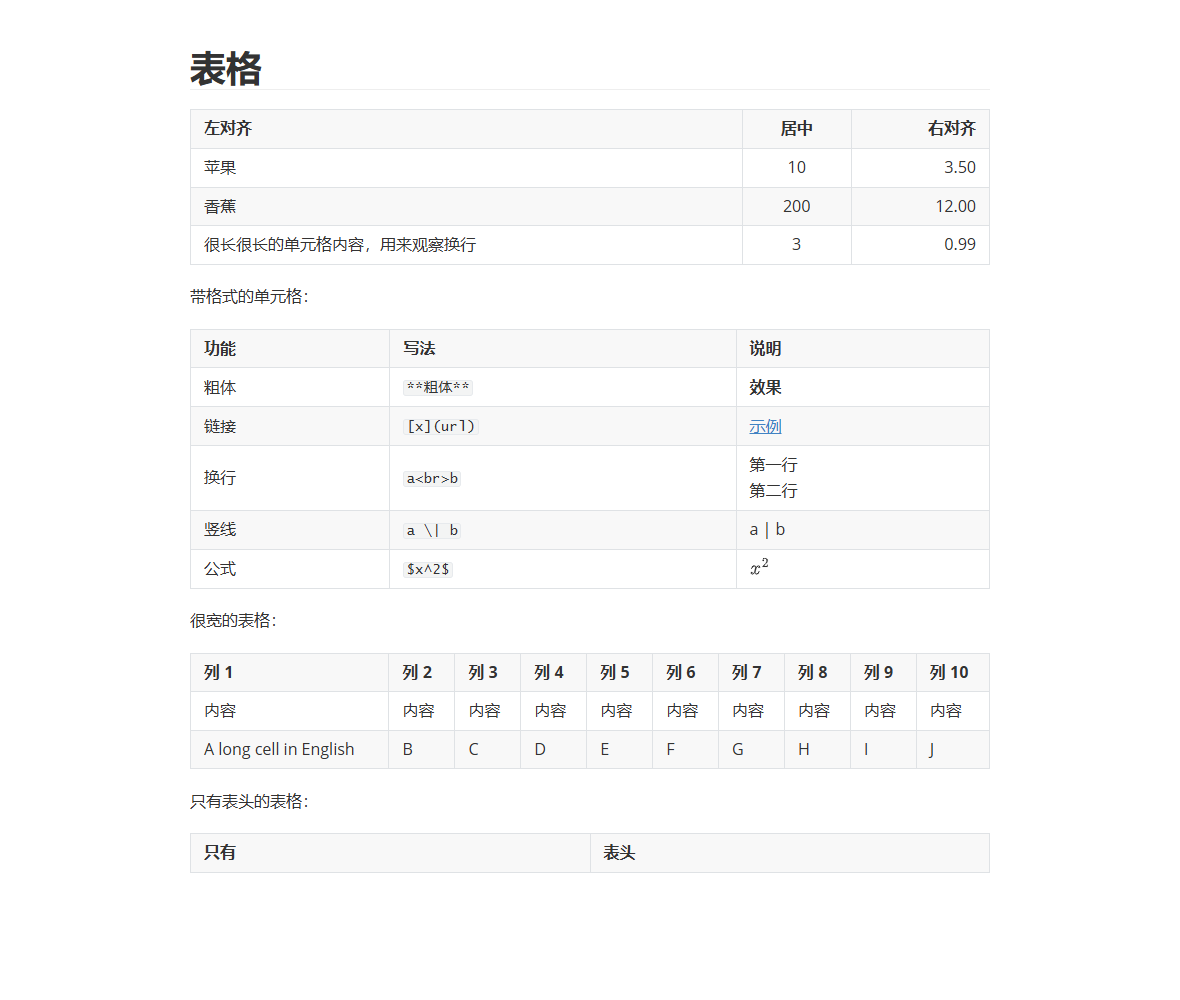 表格
左对齐 居中 右对齐
苹果 10 3.50
香蕉 200 12.00
很长很长的单元格内容，用来观察换行 3 0.99
带格式的单元格：
功能 写法 说明
粗体 **粗体** 效果
链接 [x](url) 示例
换行 a<br>b 第一行
第二行
竖线 a \| b a | b
公式 $x^2$ x²
很宽的表格：
列 1 列 2 列 3 列 4 列 5 列 6 列 7 列 8 列 9 列 10
内容 内容 内容 内容 内容 内容 内容 内容 内容 内容
A long cell in English B C D E F G H I J
只有表头的表格：
只有 表头